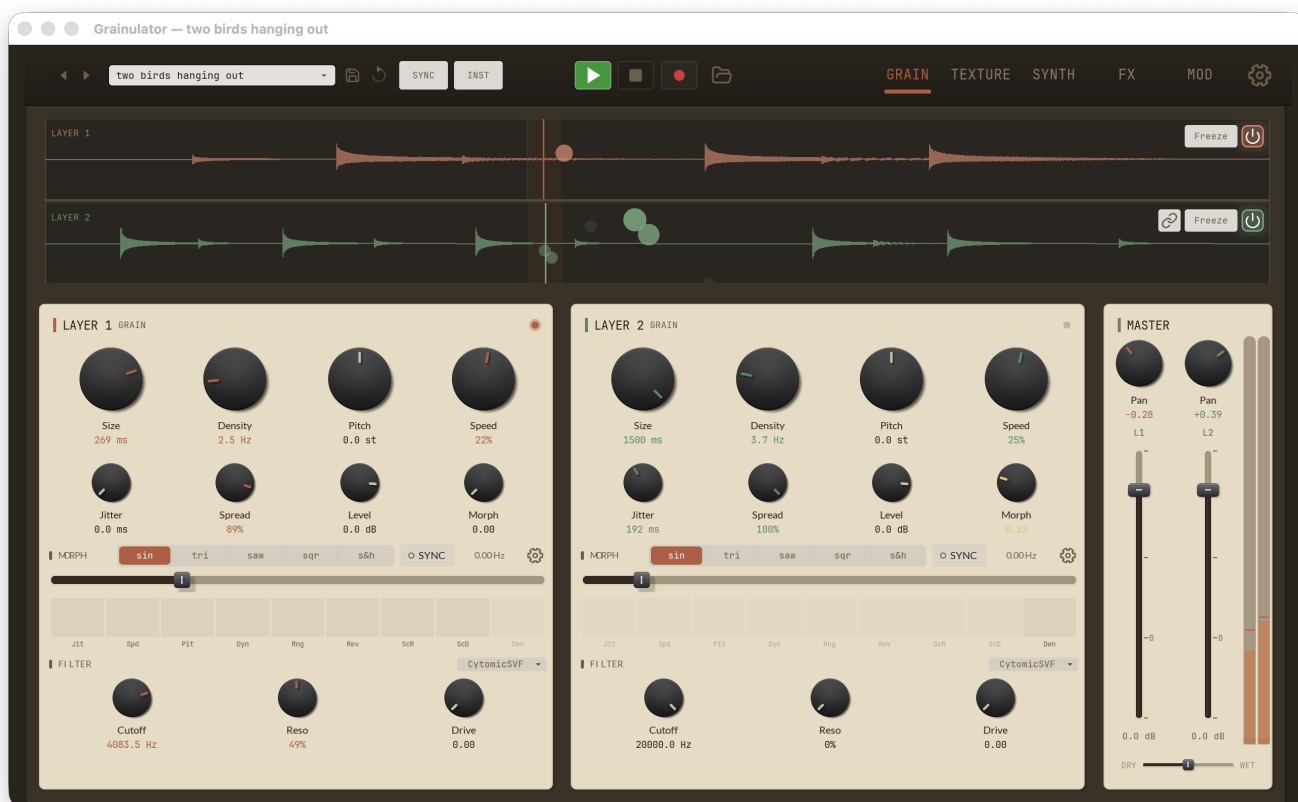 Grainulator — two birds hanging out
two birds hanging out SYNC INST GRAIN TEXTURE SYNTH FX MOD
LAYER 1 Freeze
LAYER 2 Freeze
LAYER 1 GRAIN
Size Density Pitch Speed
269 ms 2.5 Hz 0.0 st 22%
Jitter Spread Level Morph
0.0 ms 89% 0.0 dB 0.00
MORPH sin tri saw sqr s&h SYNC 0.00Hz
Jit Spd Pit Dyn Rng Rev ScR ScD Den
FILTER CytomicSVF
Cutoff Reso Drive
4083.5 Hz 49% 0.00
LAYER 2 GRAIN
Size Density Pitch Speed
1500 ms 3.7 Hz 0.0 st 25%
Jitter Spread Level Morph
192 ms 100% 0.0 dB 0.23
MORPH sin tri saw sqr s&h SYNC 0.00Hz
Jit Spd Pit Dyn Rng Rev ScR ScD Den
FILTER CytomicSVF
Cutoff Reso Drive
20000.0 Hz 0% 0.00
MASTER
Pan Pan
-0.28 +0.39
L1 L2
0 0
0.0 dB 0.0 dB
DRY WET